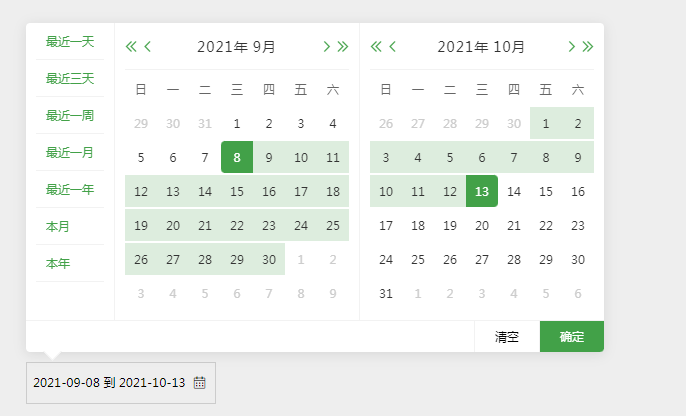 最近一天
最近三天
最近一周
最近一月
最近一年
本月
本年
2021年 9月
日 一 二 三 四 五 六
29 30 31 1 2 3 4
5 6 7 8 9 10 11
12 13 14 15 16 17 18
19 20 21 22 23 24 25
26 27 28 29 30 1 2
3 4 5 6 7 8 9
2021年 10月
日 一 二 三 四 五 六
26 27 28 29 30 1 2
3 4 5 6 7 8 9
10 11 12 13 14 15 16
17 18 19 20 21 22 23
24 25 26 27 28 29 30
31 1 2 3 4 5 6
清空 确定
2021-09-08 到 2021-10-13